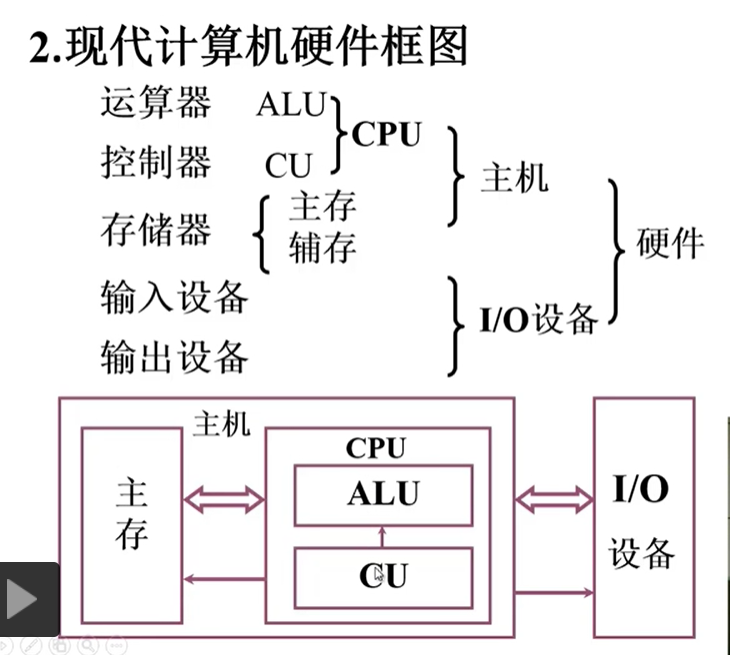 2.现代计算机硬件框图
运算器 ALU
CPU
控制器 CU
主机
存储器
主存
辅存
硬件
输入设备
I/O设备
输出设备
主机
CPU
主存
ALU
I/O
设备
CU